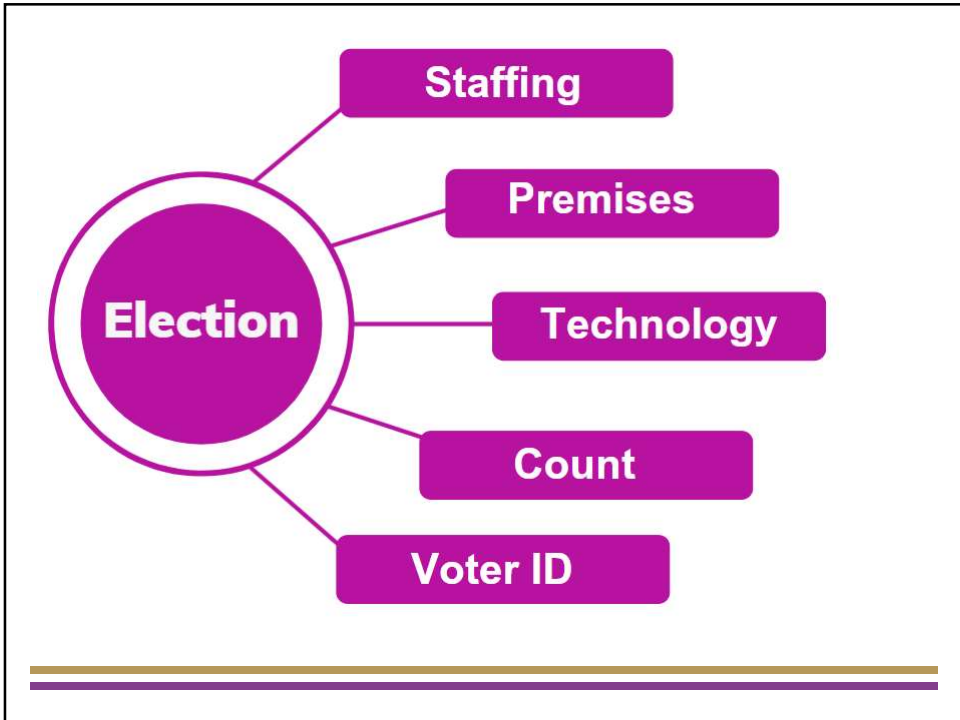 Staffing
Premises
Election
Technology
Count
Voter ID